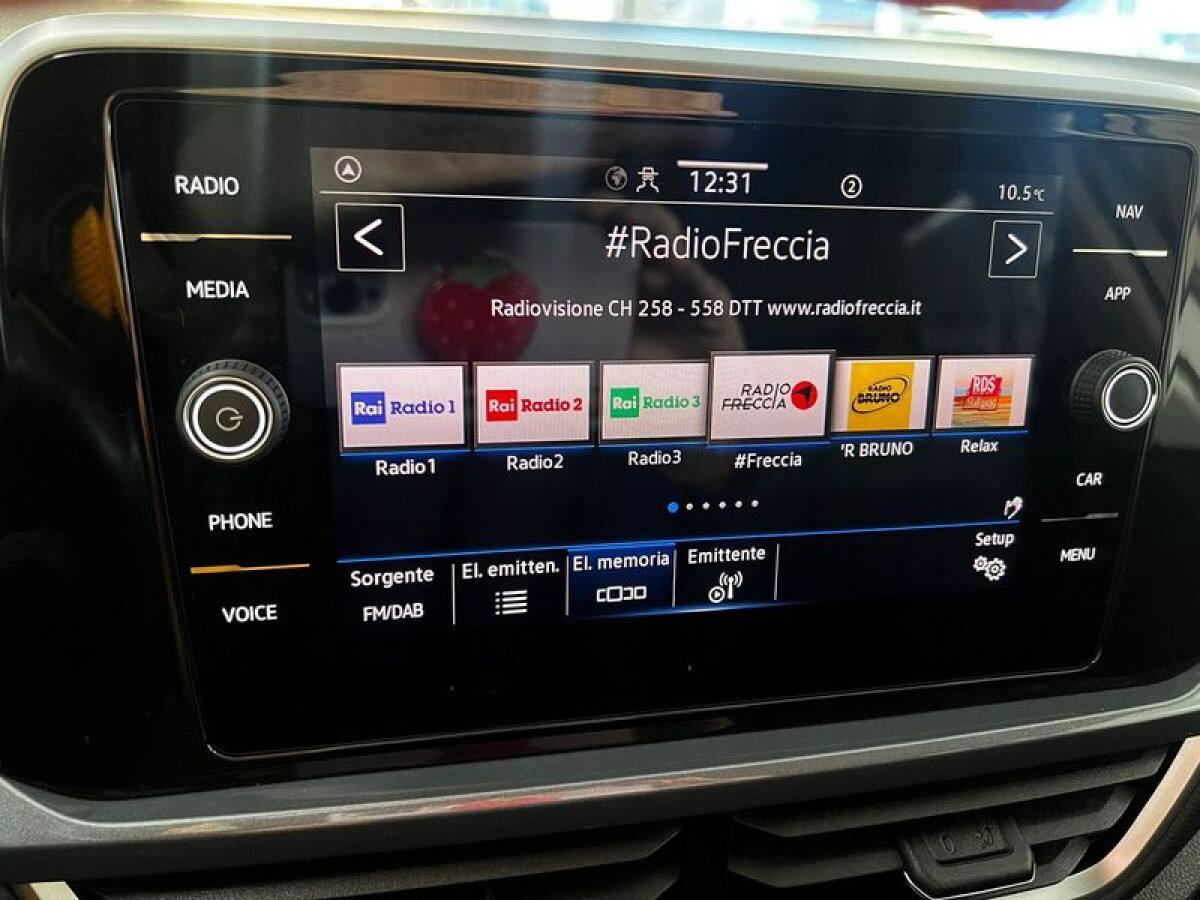 RADIO
MEDIA
PHONE
VOICE
12:31
2
10.5°C
#RadioFreccia
Radiovisione CH 258 - 558 DTT www.radiofreccia.it
Rai Radio 1
Rai Radio 2
Rai Radio 3
RADIO FRECCIA
RADIO BRUNO
RDS
Radio1
Radio2
Radio3
#Freccia
'R BRUNO
Relax
Sorgente
FM/DAB
El. emitten.
El. memoria
Emittente
Setup
NAV
APP
CAR
MENU